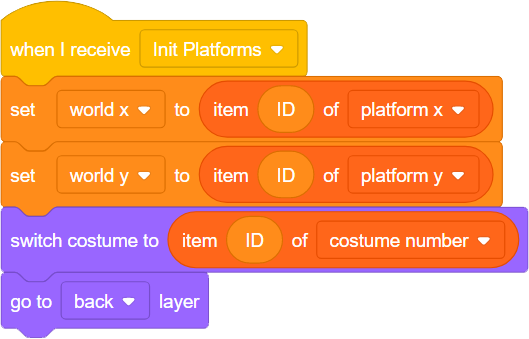 when I receive Init Platforms
set world x to item ID of platform x
set world y to item ID of platform y
switch costume to item ID of costume number
go to back layer